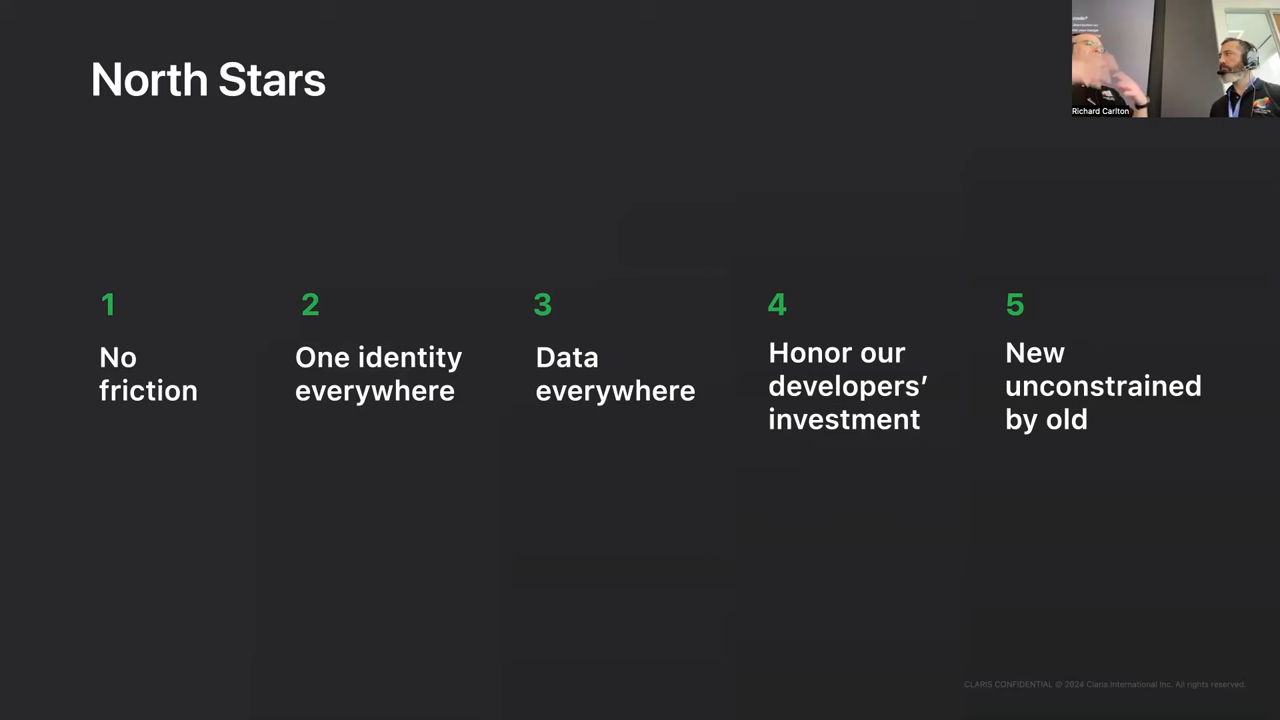 North Stars
Richard Carlton
1
No
friction
2
One identity
everywhere
3
Data
everywhere
4
Honor our
developers’
investment
5
New
unconstrained
by old
CLARIS CONFIDENTIAL @ 2024 Claris International Inc. All rights reserved.